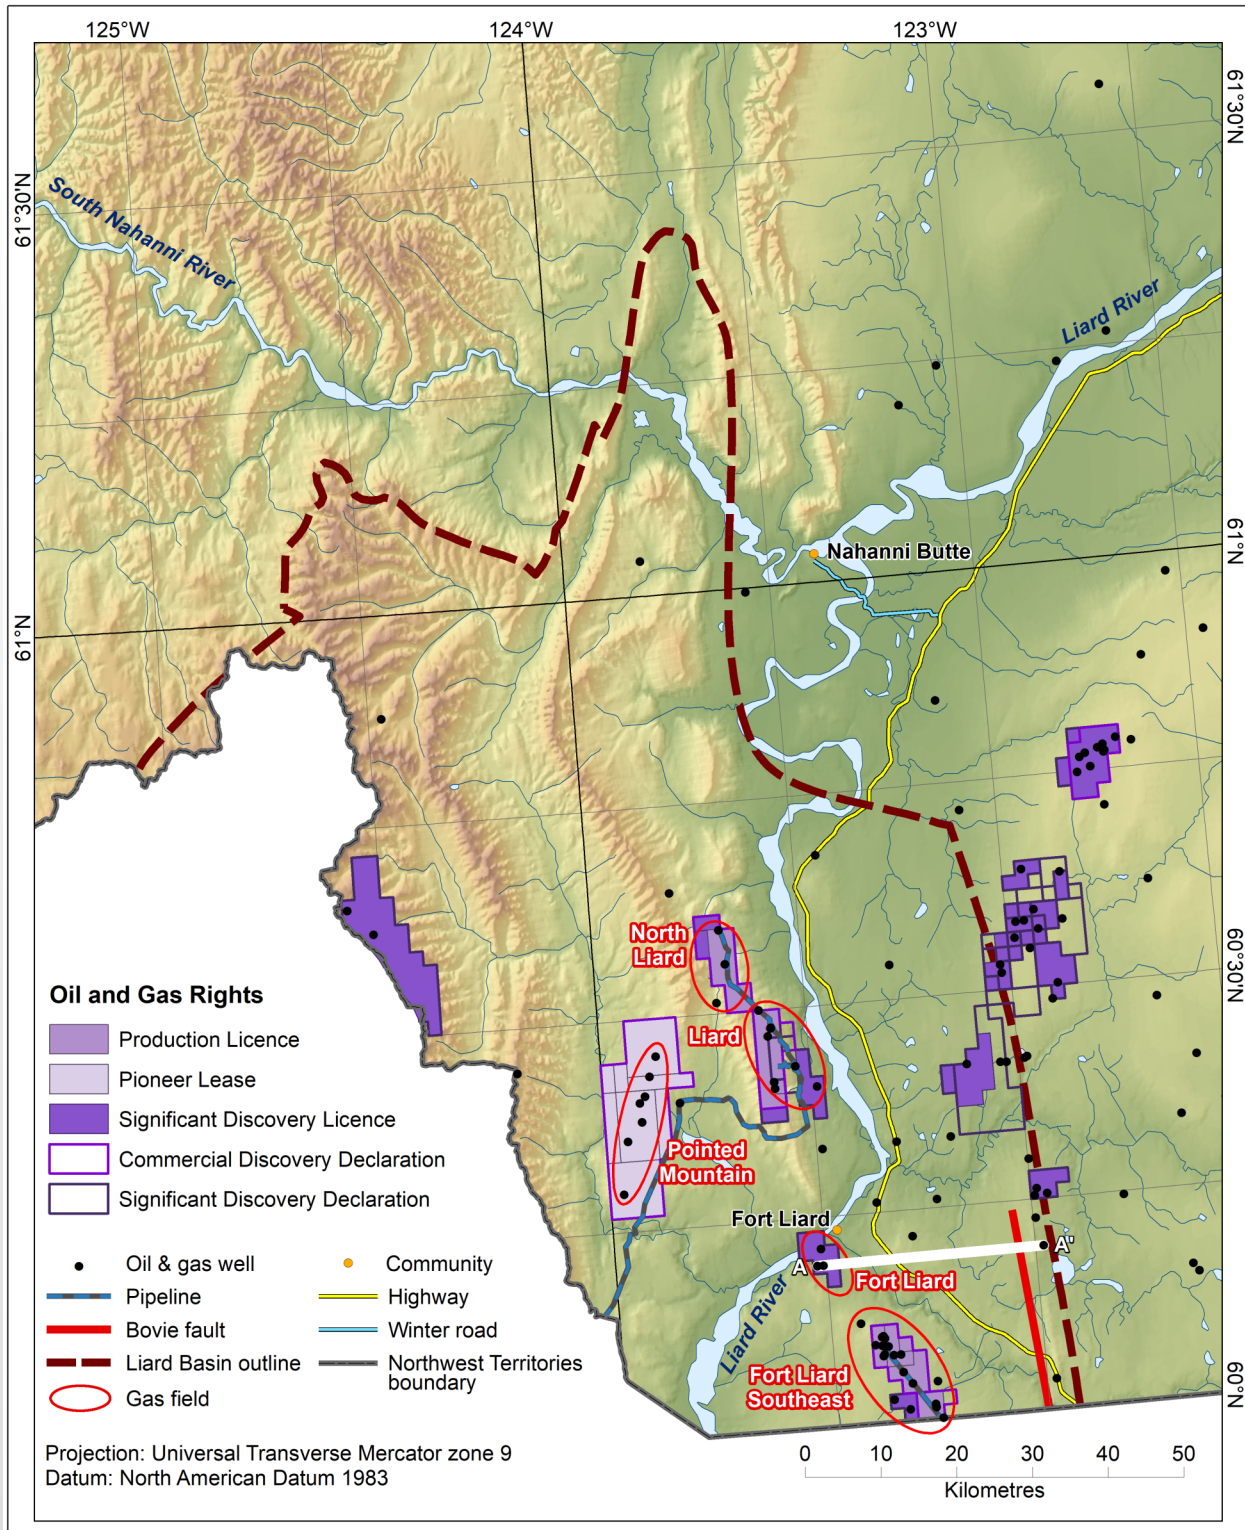 125°W
124°W
123°W
61°30'N
61°30'N
South Nahanni River
Liard River
61°N
Nahanni Butte
61°N
60°30'N
North
Liard
Liard
Pointed
Mountain
Fort Liard
A
A"
Fort Liard
Liard River
Fort Liard
Southeast
60°N
Oil and Gas Rights
Production Licence
Pioneer Lease
Significant Discovery Licence
Commercial Discovery Declaration
Significant Discovery Declaration
Oil & gas well
Community
Pipeline
Highway
Bovie fault
Winter road
Liard Basin outline
Northwest Territories
boundary
Gas field
Projection: Universal Transverse Mercator zone 9
Datum: North American Datum 1983
0 10 20 30 40 50
Kilometres